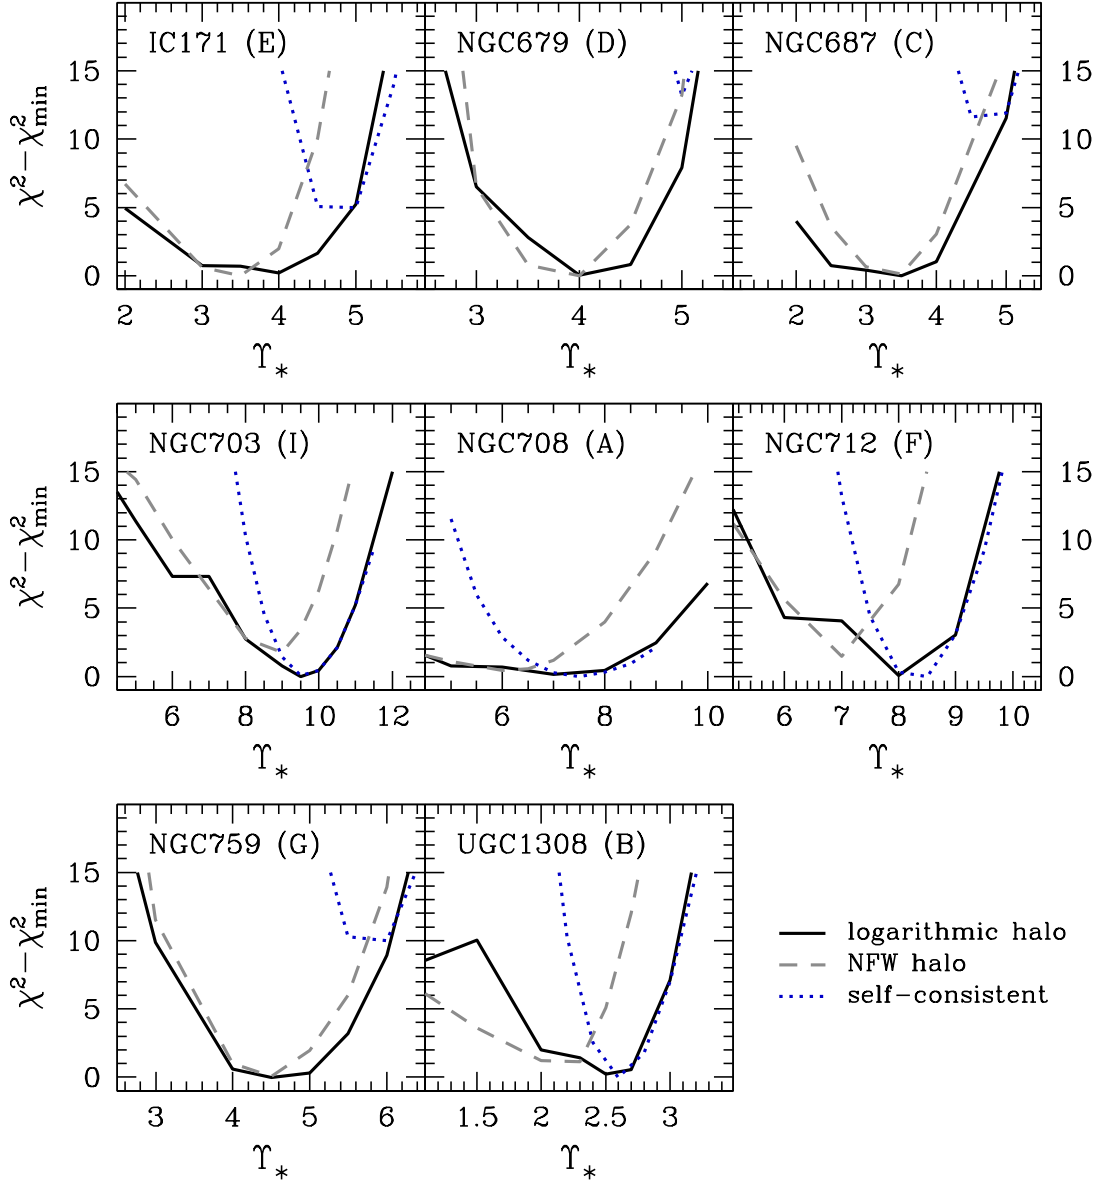 IC171 (E) NGC679 (D) NGC687 (C)
15 15
χ²−χ²min
10 10
5 5
0 0
2 3 4 5 3 4 5 2 3 4 5
ϒ* ϒ* ϒ*
NGC703 (I) NGC708 (A) NGC712 (F)
15 15
χ²−χ²min
10 10
5 5
0 0
6 8 10 12 6 8 10 6 7 8 9 10
ϒ* ϒ* ϒ*
NGC759 (G) UGC1308 (B)
15
χ²−χ²min
10
5
0
3 4 5 6 1.5 2 2.5 3
ϒ* ϒ*
logarithmic halo
NFW halo
self−consistent